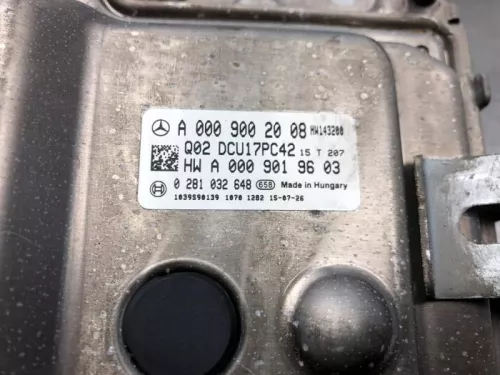 A 000 900 20 08 HW143200
Q02 DCU17PC42 15 T 207
HW A 000 901 96 03
0 281 032 648 658 Made in Hungary
1039S90139 1070 1282 15-07-26